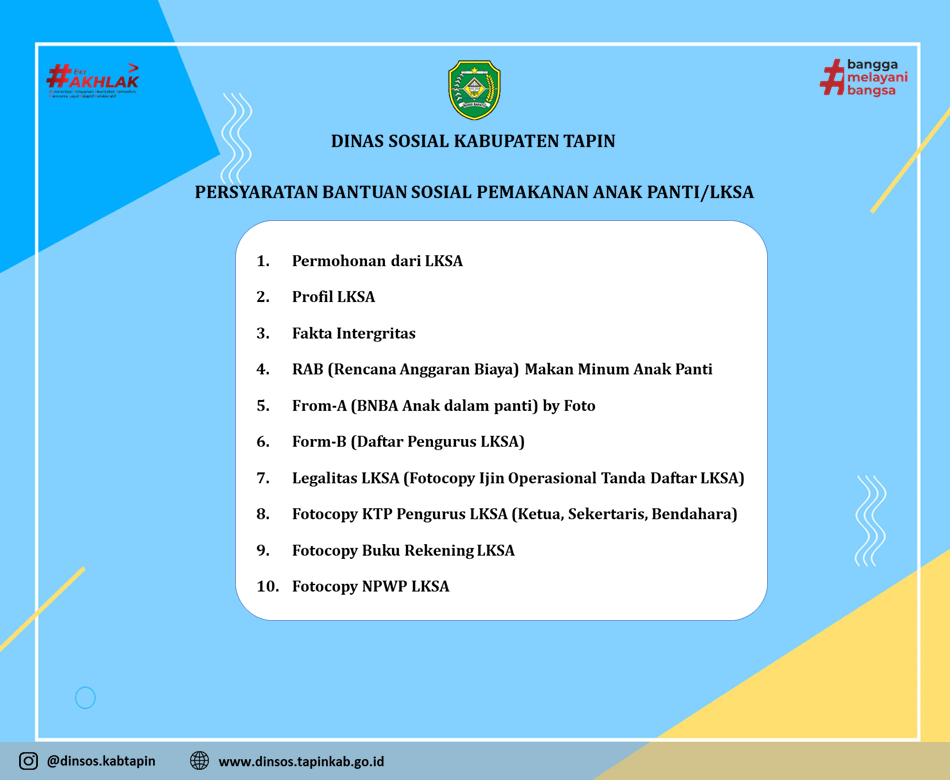 #AKHLAK
bangga
#melayani
bangsa
DINAS SOSIAL KABUPATEN TAPIN
PERSYARATAN BANTUAN SOSIAL PEMAKANAN ANAK PANTI/LKSA
1. Permohonan dari LKSA
2. Profil LKSA
3. Fakta Intergritas
4. RAB (Rencana Anggaran Biaya) Makan Minum Anak Panti
5. From-A (BNBA Anak dalam panti) by Foto
6. Form-B (Daftar Pengurus LKSA)
7. Legalitas LKSA (Fotocopy Ijin Operasional Tanda Daftar LKSA)
8. Fotocopy KTP Pengurus LKSA (Ketua, Sekertaris, Bendahara)
9. Fotocopy Buku Rekening LKSA
10. Fotocopy NPWP LKSA
@dinsos.kabtapin
www.dinsos.tapinkab.go.id